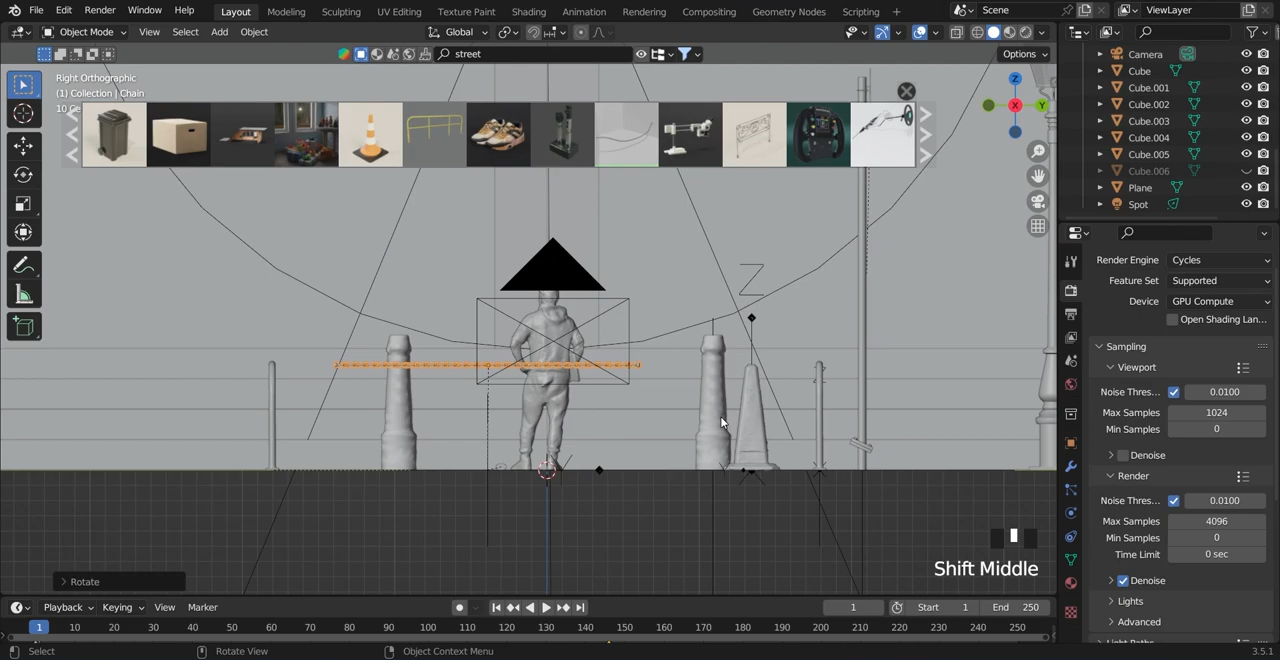 File Edit Render Window Help Layout Modeling Sculpting UV Editing Texture Paint Shading Animation Rendering Compositing Geometry Nodes Scripting + Scene ViewLayer
Object Mode View Select Add Object Global
street Options
Right Orthographic
(1) Collection | Chain
10 Ce
Z
X
Y
Z
Camera
Cube
Cube.001
Cube.002
Cube.003
Cube.004
Cube.005
Cube.006
Plane
Spot
Render Engine Cycles
Feature Set Supported
Device GPU Compute
Open Shading Lan...
Sampling
Viewport
Noise Thres... 0.0100
Max Samples 1024
Min Samples 0
Denoise
Render
Noise Thres... 0.0100
Max Samples 4096
Min Samples 0
Time Limit 0 sec
Denoise
Lights
Advanced
Shift Middle
Rotate
Playback Keying View Marker 1 Start 1 End 250
1 10 20 30 40 50 60 70 80 90 100 110 120 130 140 150 160 170 180 190 200 210 220 230 240 250
Select Rotate View Object Context Menu 3.5.1